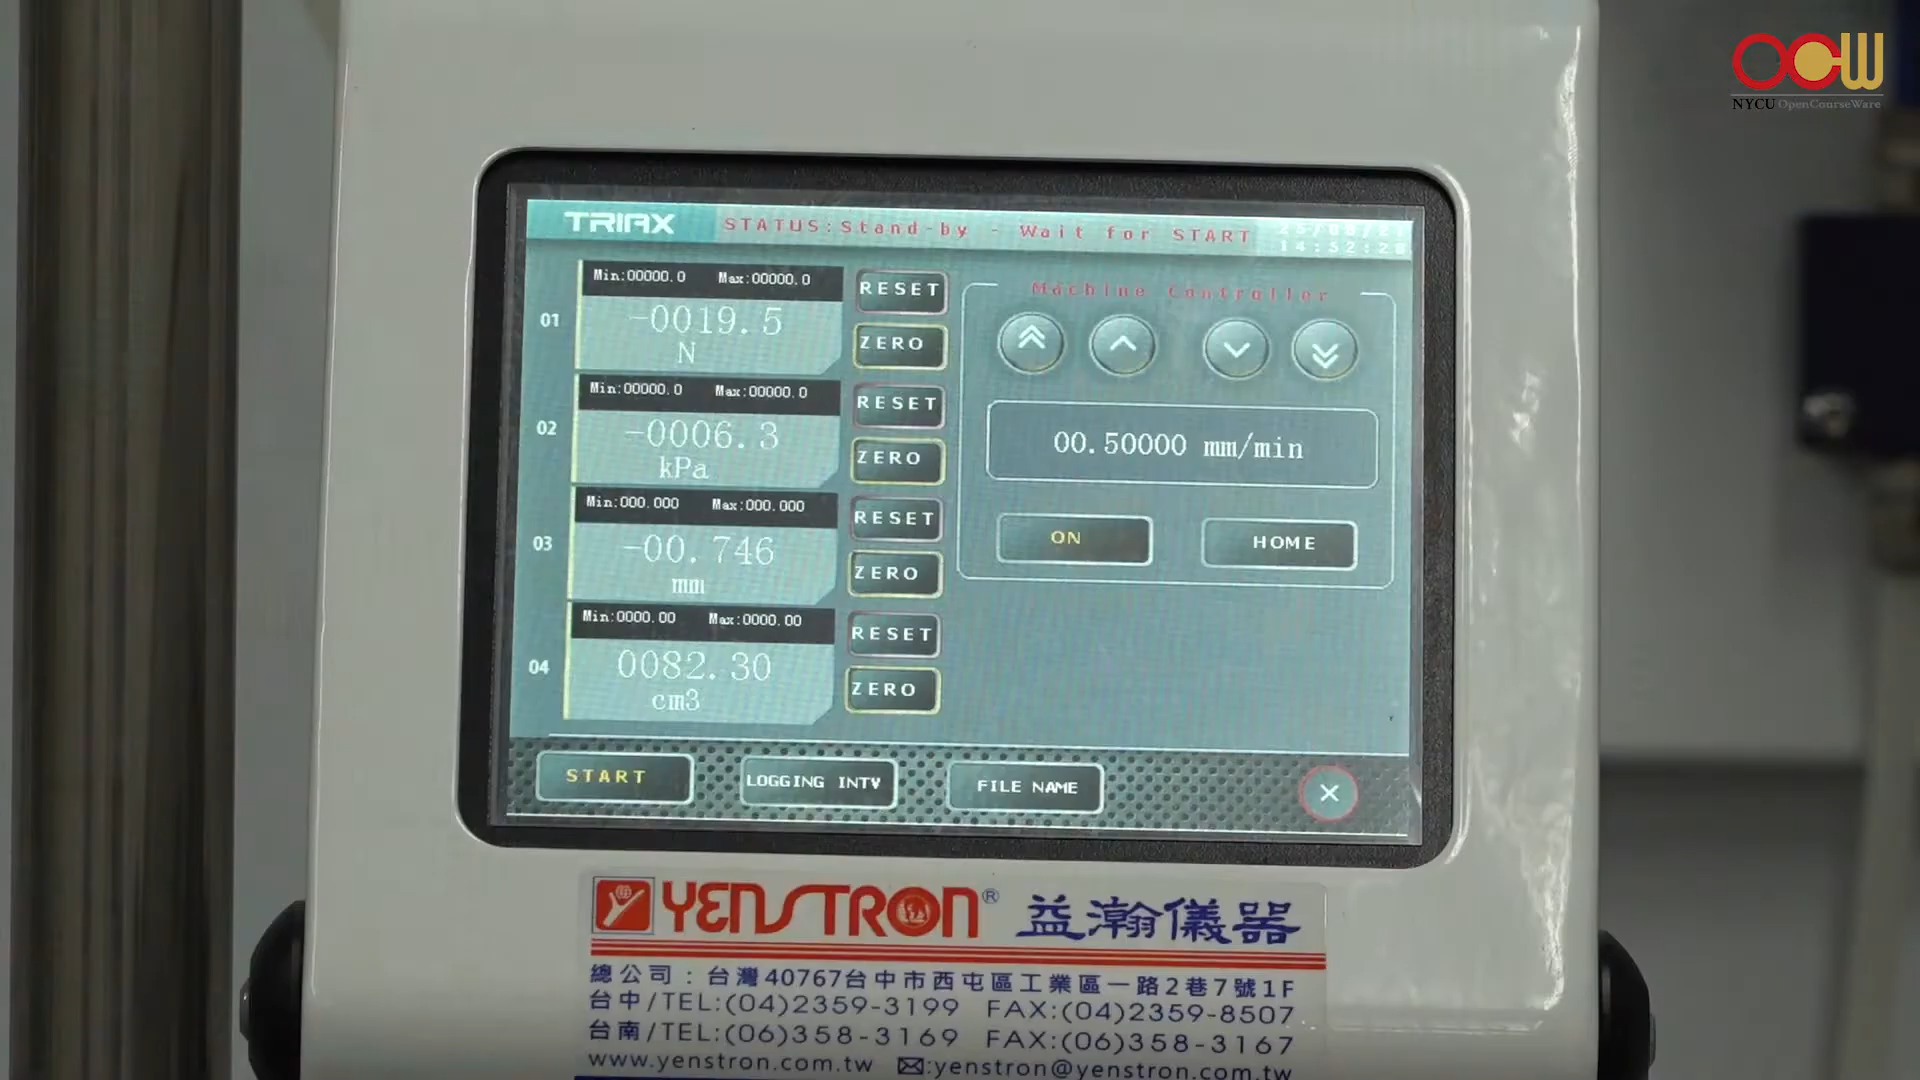 OCW
NYCU OpenCourseWare
TRIAX
STATUS:Stand-by - Wait for START
Min:00000.0 Max:00000.0
01
-0019.5
N
RESET
ZERO
Min:00000.0 Max:00000.0
02
-0006.3
kPa
RESET
ZERO
Min:000.000 Max:000.000
03
-00.746
mm
RESET
ZERO
Min:0000.00 Max:0000.00
04
0082.30
cm3
RESET
ZERO
Machine Controller
00.50000 mm/min
ON HOME
START LOGGING INTV FILE NAME
YENSTRON® 益瀚儀器
總公司：台灣40767台中市西屯區工業區一路2巷7號1F
台中/TEL:(04)2359-3199 FAX:(04)2359-8507
台南/TEL:(06)358-3169 FAX:(06)358-3167
www.yenstron.com.tw ✉:yenstron@yenstron.com.tw